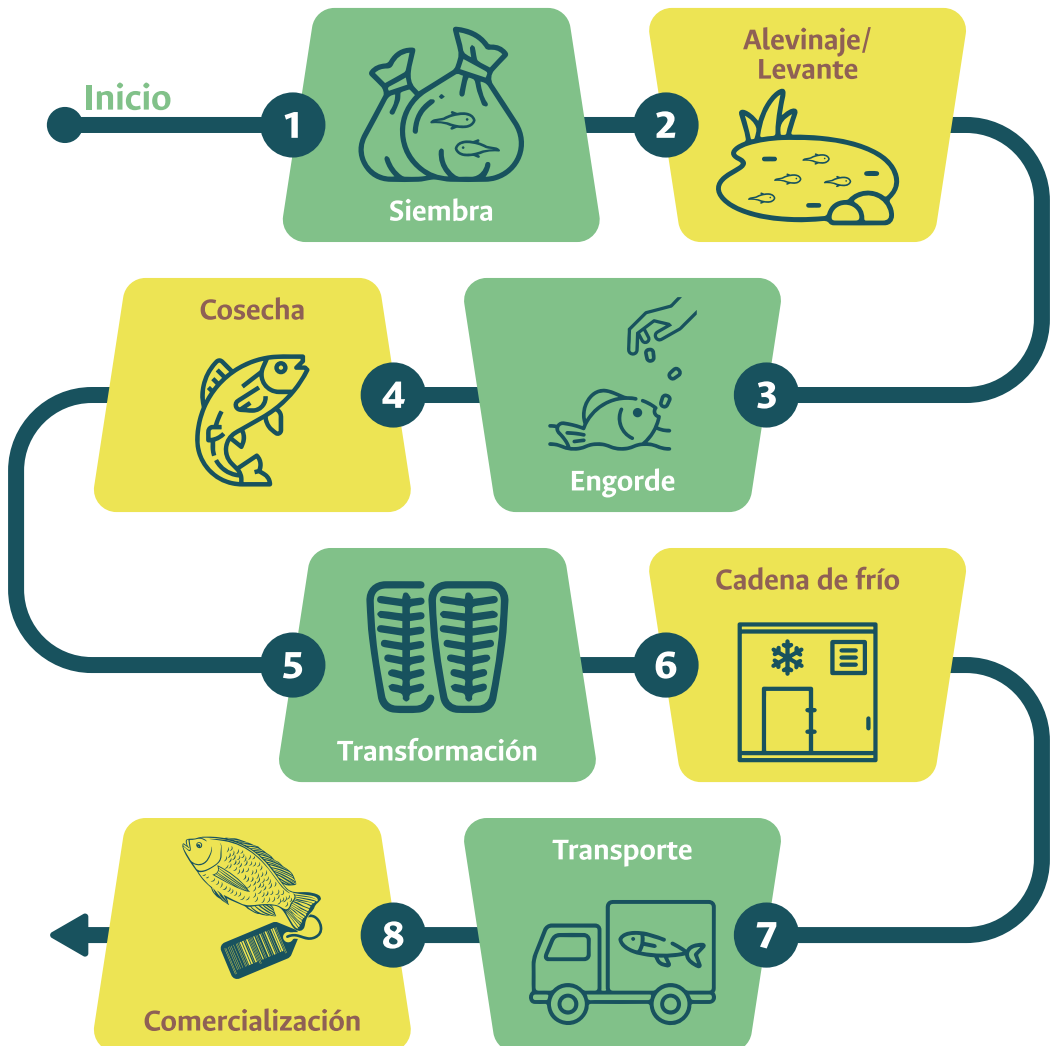 Inicio
1
Siembra
2
Alevinaje/
Levante
3
Engorde
4
Cosecha
5
Transformación
6
Cadena de frío
7
Transporte
8
Comercialización